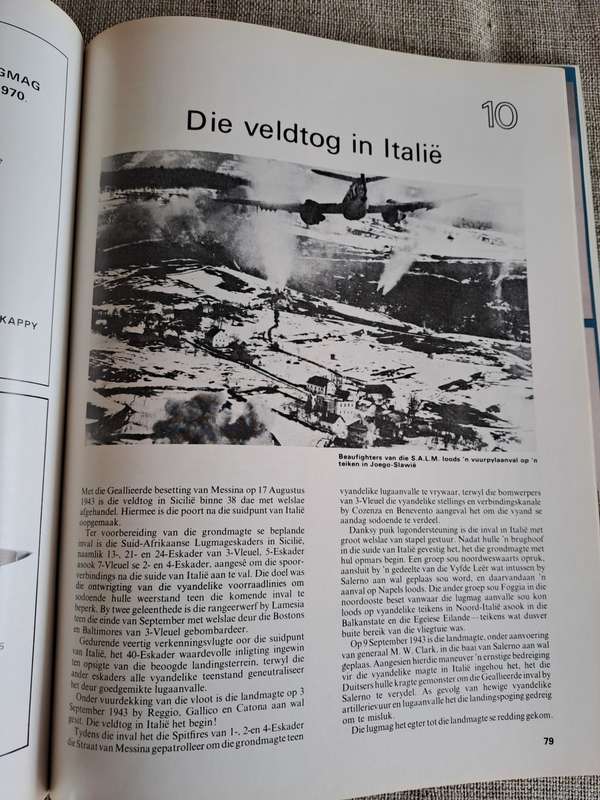 GMAG
970.
KAPPY
10
Die veldtog in Italië
Beaufighters van die S.A.L.M. loods 'n vuurpylaanval op 'n
teiken in Joego-Slawië
Met die Geallieerde besetting van Messina op 17 Augustus
1943 is die veldtog in Sicilië binne 38 dae met welslae
afgehandel. Hiermee is die poort na die suidpunt van Italië
oopgemaak.
Ter voorbereiding van die grondmagte se beplande
inval is die Suid-Afrikaanse Lugmageskaders in Sicilië,
naamlik 13-, 21- en 24-Eskader van 3-Vleuel, 5-Eskader
asook 7-Vleuel se 2- en 4-Eskader, aangesê om die spoor-
verbindings na die suide van Italië aan te val. Die doel was
die ontwrigting van die vyandelike voorraadlinies om
sodoende hulle weerstand teen die komende inval te
beperk. By twee geleenthede is die rangeerwerf by Lamesia
teen die einde van September met welslae deur die Bostons
en Baltimores van 3-Vleuel gebombardeer.
Gedurende veertig verkenningsvlugte oor die suidpunt
van Italië, het 40-Eskader waardevolle inligting ingewin
ten opsigte van die beoogde landingsterrein, terwyl die
ander eskaders alle vyandelike teenstand geneutraliseer
het deur goedgemikte lugaanvalle.
Onder vuurdekking van die vloot is die landmagte op 3
September 1943 by Reggio, Gallico en Catona aan wal
gesit. Die veldtog in Italië het begin!
Tydens die inval het die Spitfires van 1-, 2-en 4-Eskader
die Straat van Messina gepatrolleer om die grondmagte teen
vyandelike lugaanvalle te vrywaar, terwyl die bomwerpers
van 3-Vleuel die vyandelike stellings en verbindingskanale
by Cozenza en Benevento aangeval het om die vyand se
aandag sodoende te verdeel.
Danksy puik lugondersteuning is die inval in Italië met
groot welslae van stapel gestuur. Nadat hulle 'n brughoof
in die suide van Italië gevestig het, het die grondmagte met
hul opmars begin. Een groep sou noordweswaarts opruk,
aansluit by 'n gedeelte van die Vyfde Leër wat intussen by
Salerno aan wal geplaas sou word, en daarvandaan 'n
aanval op Napels loods. Die ander groep sou Foggia in die
noordooste beset vanwaar die lugmag aanvalle sou kon
loods op vyandelike teikens in Noord-Italië asook in die
Balkanstate en die Egeiese Eilande—teikens wat dusver
buite bereik van die vliegtuie was.
Op 9 September 1943 is die landmagte, onder aanvoering
van generaal M. W. Clark, in die baai van Salerno aan wal
geplaas. Aangesien hierdie maneuver 'n ernstige bedreiging
vir die vyandelike magte in Italië ingehou het, het die
Duitsers hulle kragte gemonster om die Geallieerde inval by
Salerno te verydel. As gevolg van hewige vyandelike
artillerievuur en lugaanvalle het die landingspoging gedreig
om te misluk.
Die lugmag het egter tot die landmagte se redding gekom.
79